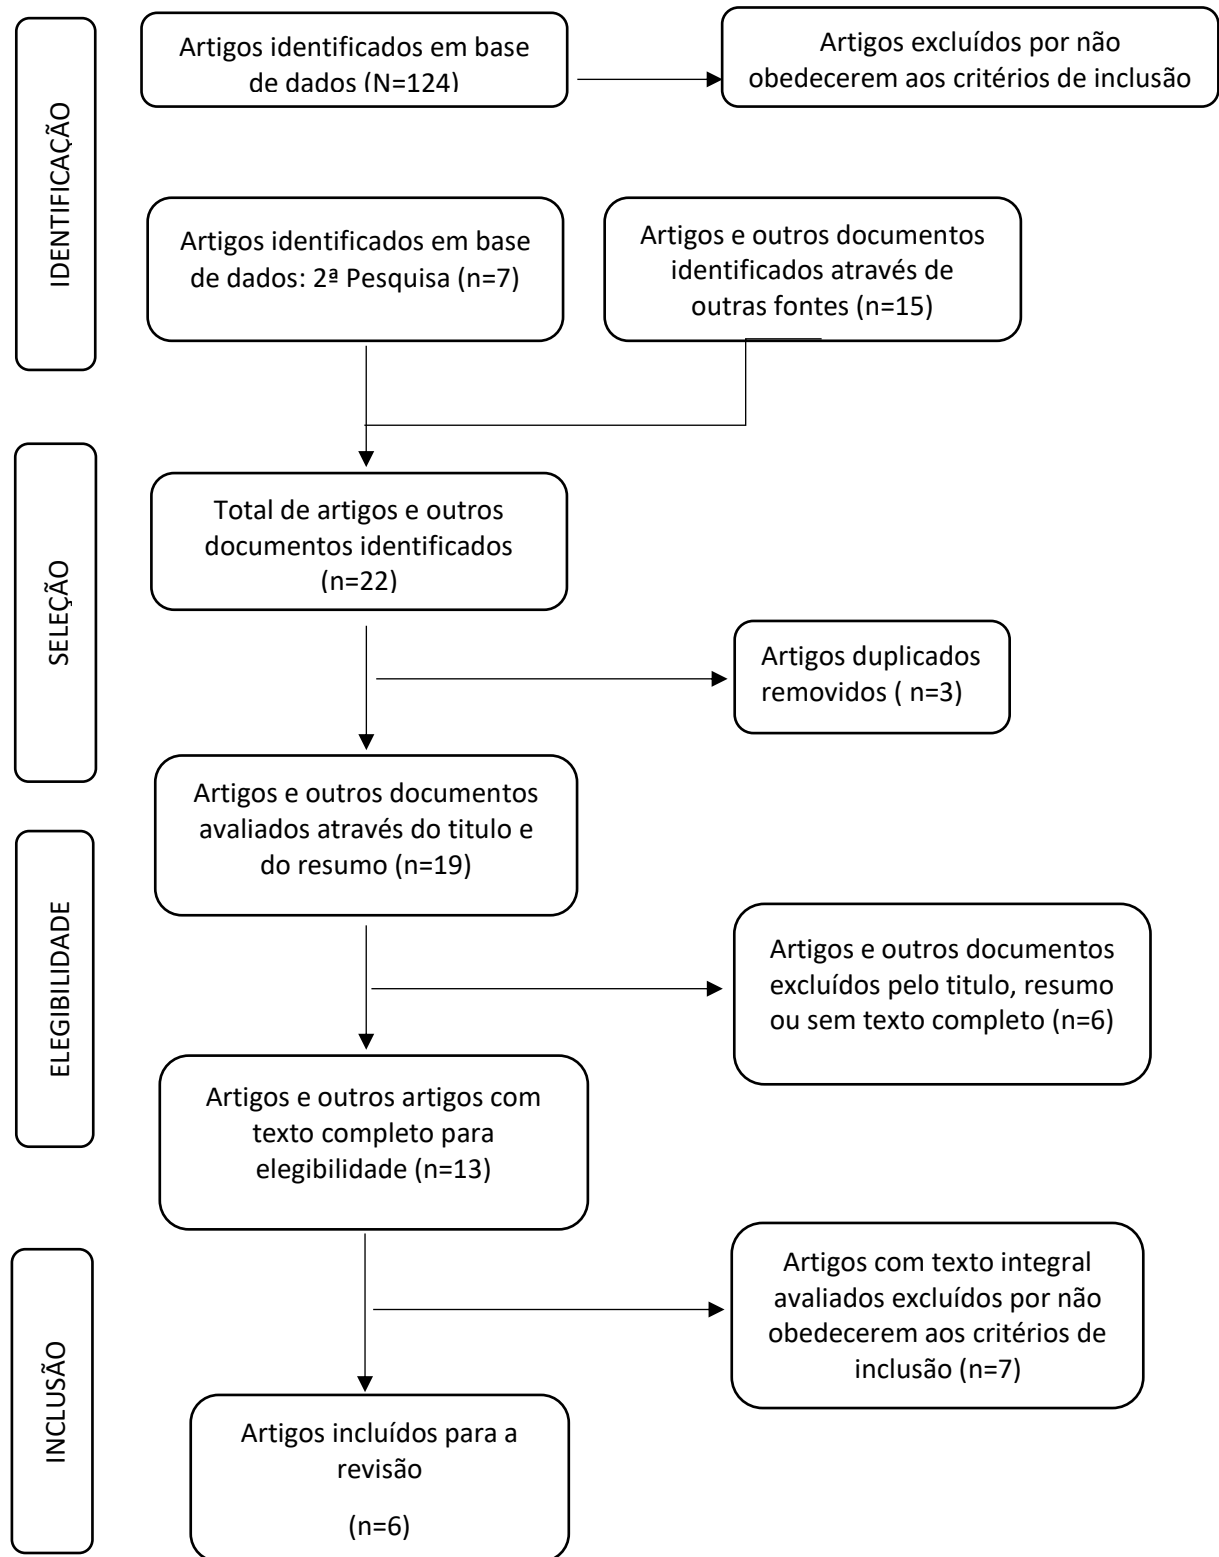 IDENTIFICAÇÃO
Artigos identificados em base
de dados (N=124)
Artigos excluídos por não
obedecerem aos critérios de inclusão
Artigos identificados em base
de dados: 2ª Pesquisa (n=7)
Artigos e outros documentos
identificados através de
outras fontes (n=15)
SELEÇÃO
Total de artigos e outros
documentos identificados
(n=22)
Artigos duplicados
removidos ( n=3)
Artigos e outros documentos
avaliados através do titulo e
do resumo (n=19)
ELEGIBILIDADE
Artigos e outros documentos
excluídos pelo titulo, resumo
ou sem texto completo (n=6)
Artigos e outros artigos com
texto completo para
elegibilidade (n=13)
INCLUSÃO
Artigos com texto integral
avaliados excluídos por não
obedecerem aos critérios de
inclusão (n=7)
Artigos incluídos para a
revisão
(n=6)